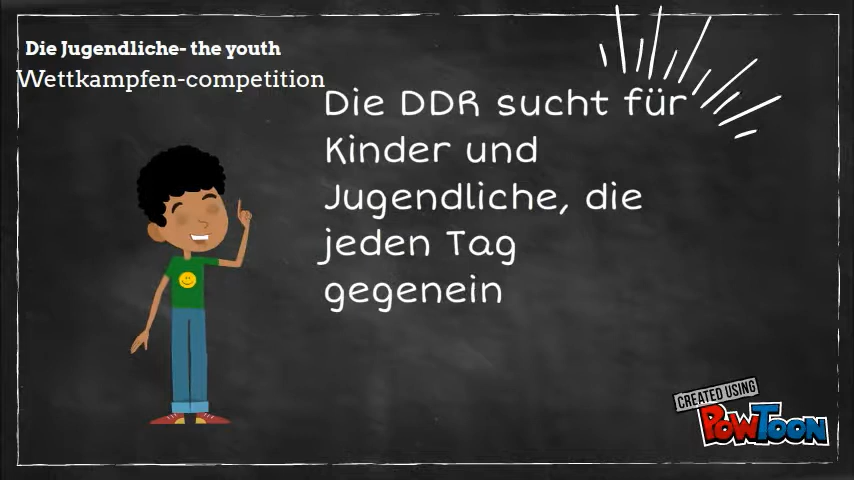 Die Jugendliche- the youth
Wettkampfen-competition
Die DDR sucht für
Kinder und
Jugendliche, die
jeden Tag
gegenein
CREATED USING
POWTOON